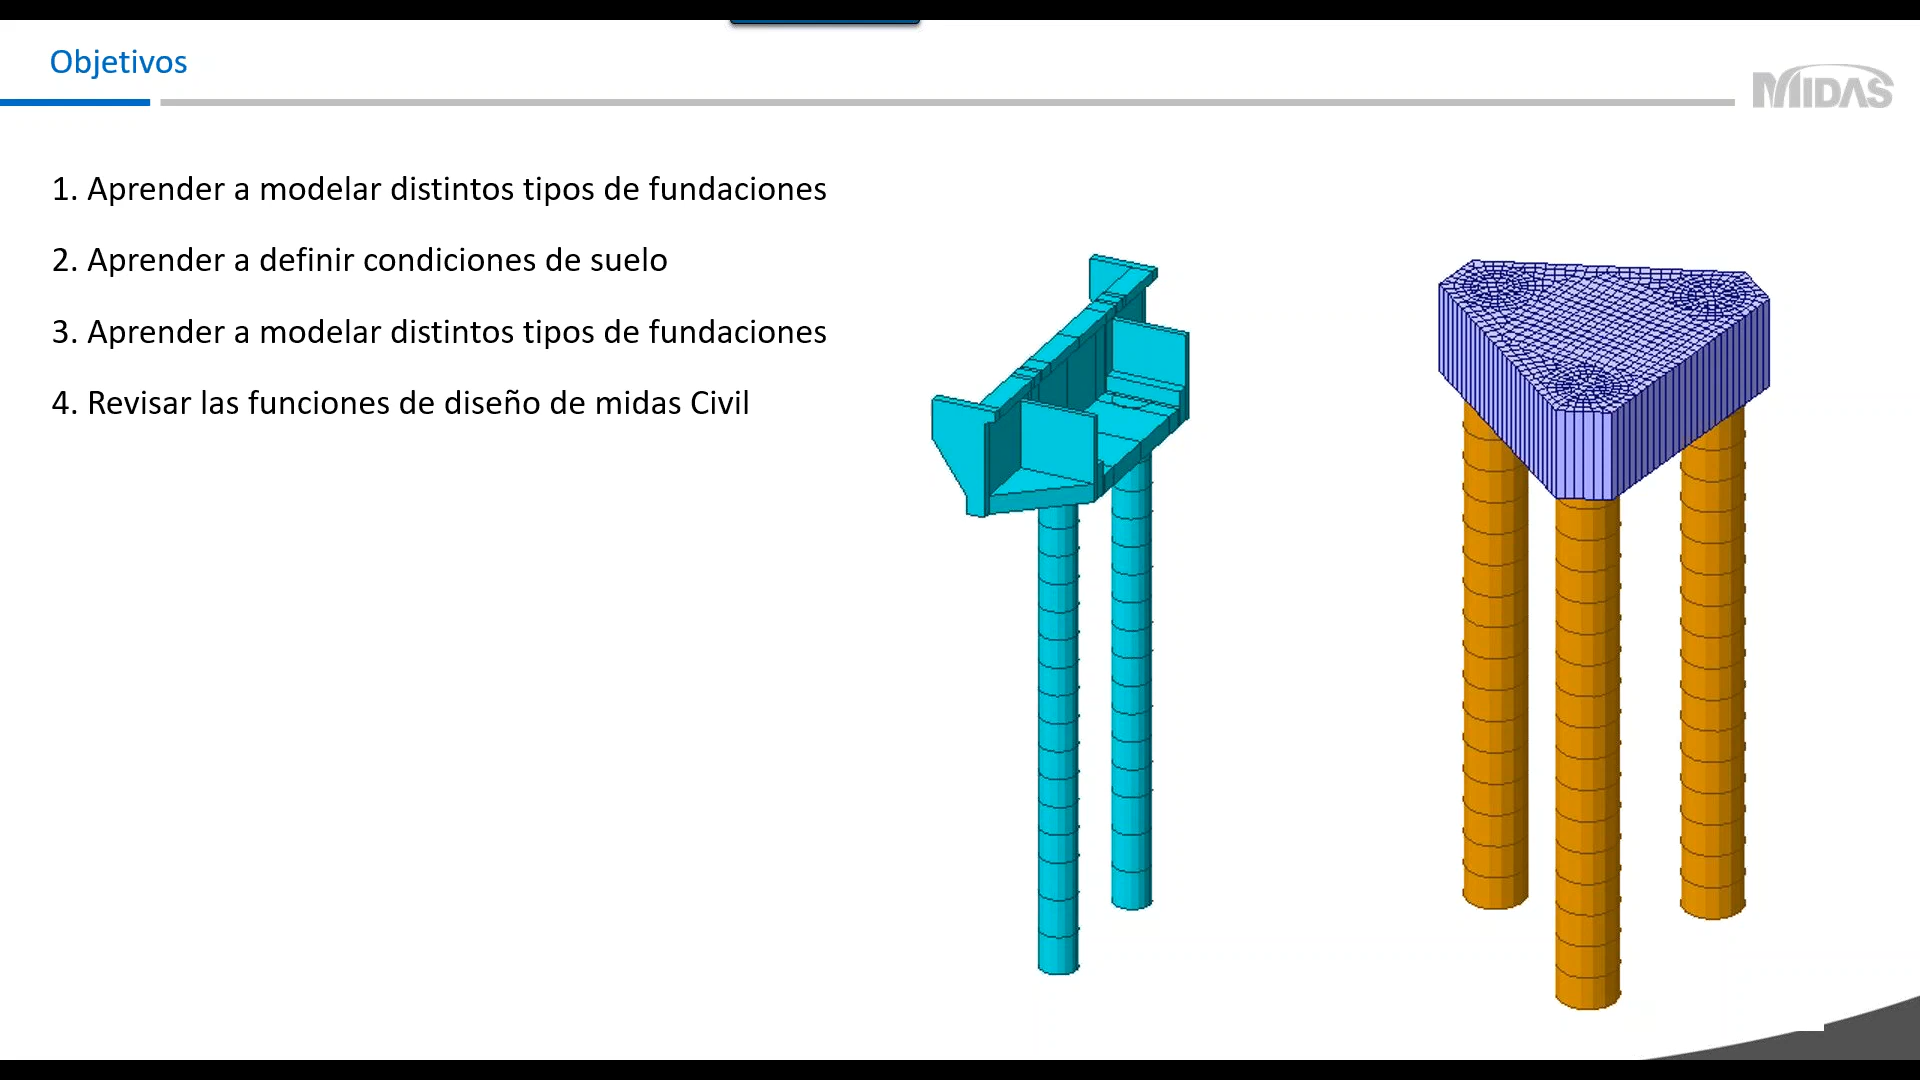 Objetivos
MIDAS
1. Aprender a modelar distintos tipos de fundaciones
2. Aprender a definir condiciones de suelo
3. Aprender a modelar distintos tipos de fundaciones
4. Revisar las funciones de diseño de midas Civil